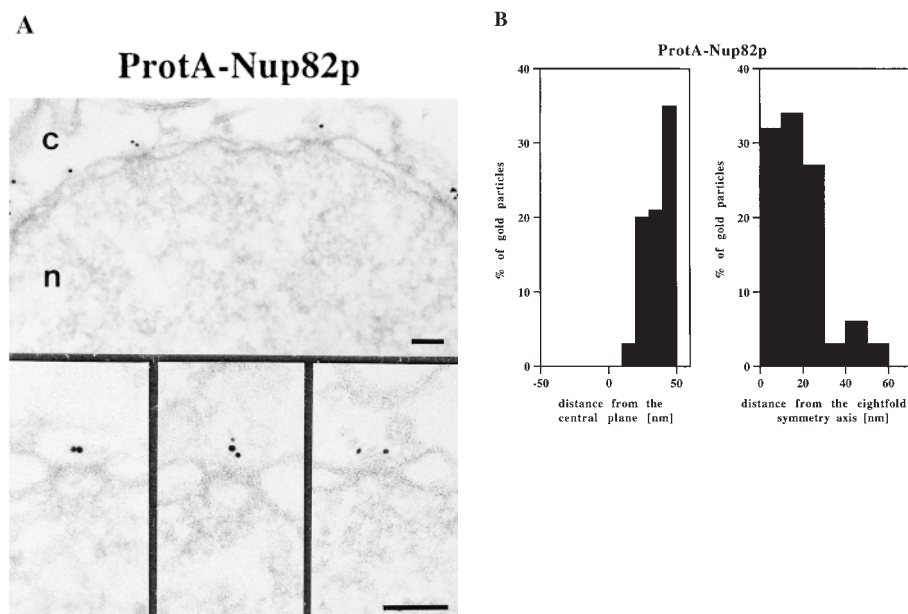 A
ProtA-Nup82p
c
n
B
ProtA-Nup82p
40
30
20
10
0
% of gold particles
-50
0
50
distance from the
central plane [nm]
40
30
20
10
0
% of gold particles
0
20
40
60
distance from the eightfold
symmetry axis [nm]